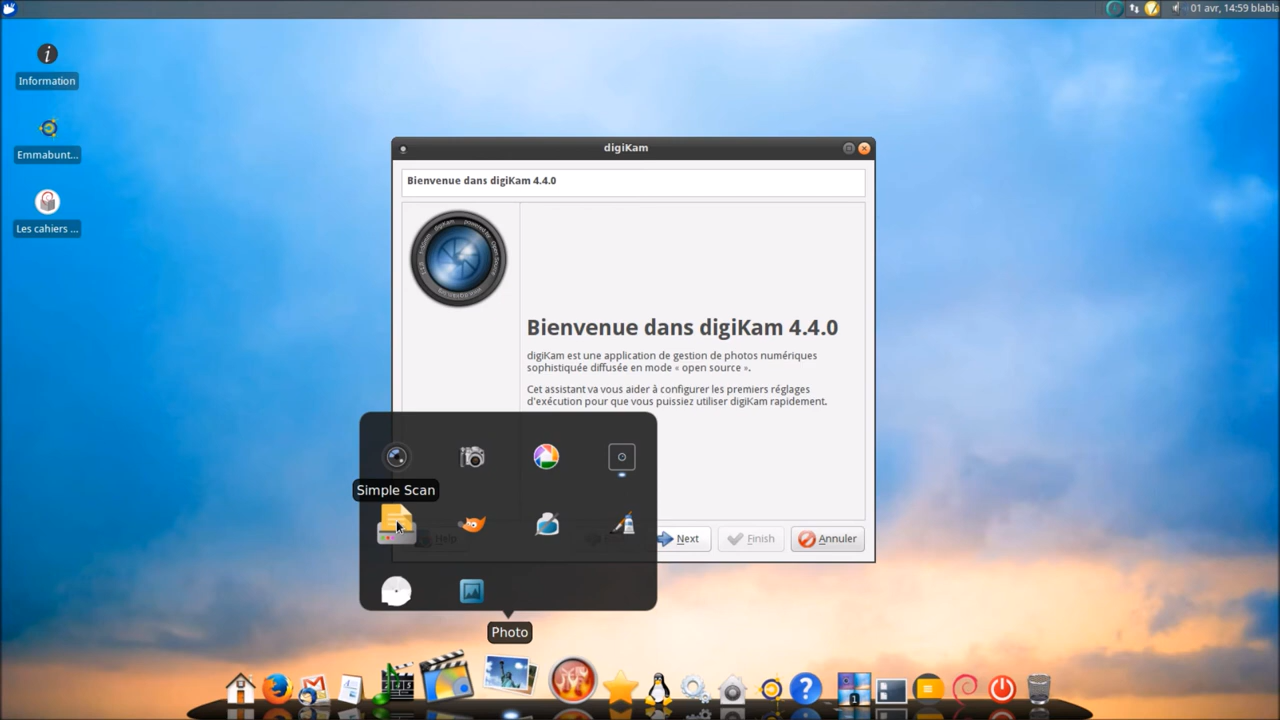 01 avr, 14:59 blabla
Information
Emmabunt...
Les cahiers ...
digiKam
Bienvenue dans digiKam 4.4.0
Bienvenue dans digiKam 4.4.0
digiKam est une application de gestion de photos numériques
sophistiquée diffusée en mode « open source ».
Cet assistant va vous aider à configurer les premiers réglages
d'exécution pour que vous puissiez utiliser digiKam rapidement.
Simple Scan
Help
Next
Finish
Annuler
Photo
1